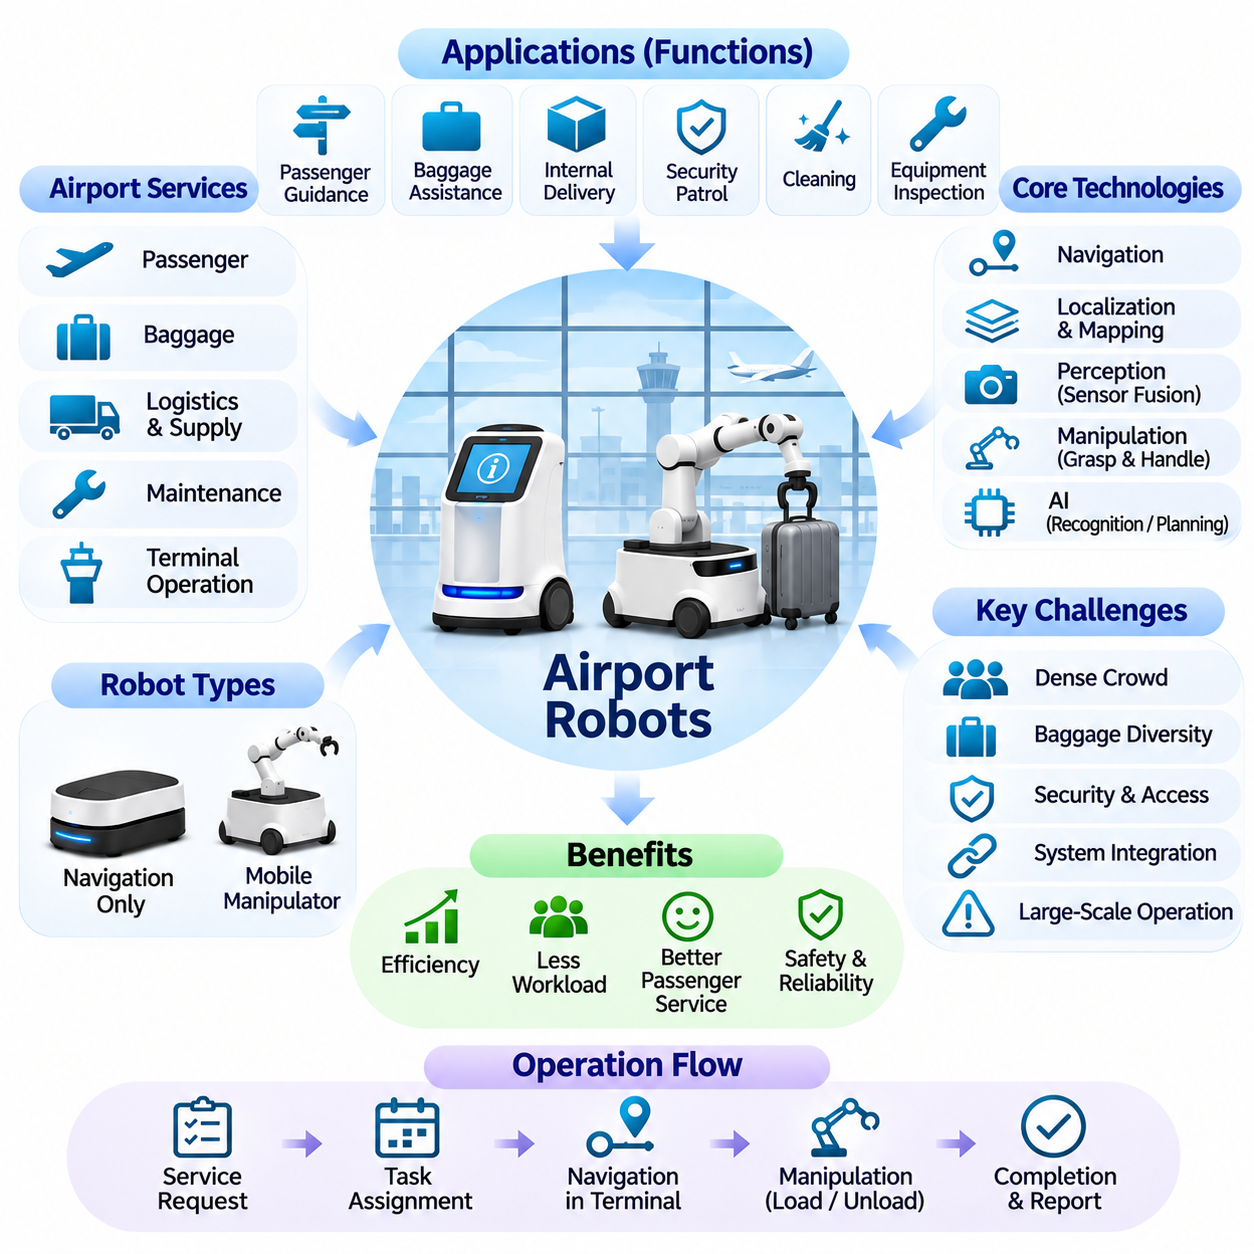 Applications (Functions)
Passenger
Guidance
Baggage
Assistance
Internal
Delivery
Security
Patrol
Cleaning
Equipment
Inspection
Airport Services
Passenger
Baggage
Logistics
& Supply
Maintenance
Terminal
Operation
Core Technologies
Navigation
Localization
& Mapping
Perception
(Sensor Fusion)
Manipulation
(Grasp & Handle)
AI
(Recognition / Planning)
i
Airport
Robots
Robot Types
Navigation
Only
Mobile
Manipulator
Key Challenges
Dense Crowd
Baggage Diversity
Security & Access
System Integration
Large-Scale Operation
Benefits
Efficiency
Less
Workload
Better
Passenger
Service
Safety &
Reliability
Operation Flow
Service
Request
Task
Assignment
Navigation
in Terminal
Manipulation
(Load / Unload)
Completion
& Report